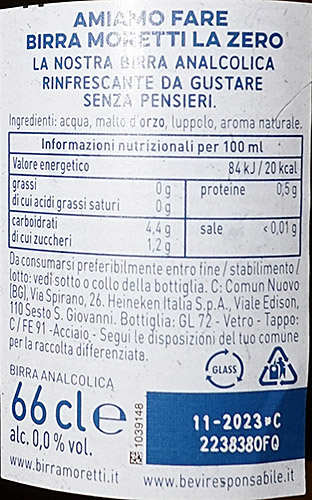 AMIAMO FARE
BIRRA MORETTI LA ZERO
LA NOSTRA BIRRA ANALCOLICA
RINFRESCANTE DA GUSTARE
SENZA PENSIERI.
Ingredienti: acqua, malto d'orzo, luppolo, aroma naturale.
Informazioni nutrizionali per 100 ml
Valore energetico 84 kJ / 20 kcal
grassi 0 g proteine 0,5 g
di cui acidi grassi saturi 0 g
carboidrati 4,4 g sale < 0,01 g
di cui zuccheri 1,2 g
Da consumarsi preferibilmente entro fine / stabilimento /
lotto: vedi sotto o collo della bottiglia. C: Comun Nuovo
(BG), Via Spirano, 26. Heineken Italia S.p.A., Viale Edison,
110 Sesto S. Giovanni. Bottiglia: GL 72 - Vetro - Tappo:
C/FE 91 - Acciaio - Segui le disposizioni del tuo comune
per la raccolta differenziata.
GLASS
BIRRA ANALCOLICA
66 cl e
alc. 0,0% vol.
1039148
11-2023 C
2238380FQ
www.birramoretti.it www.beviresponsabile.it